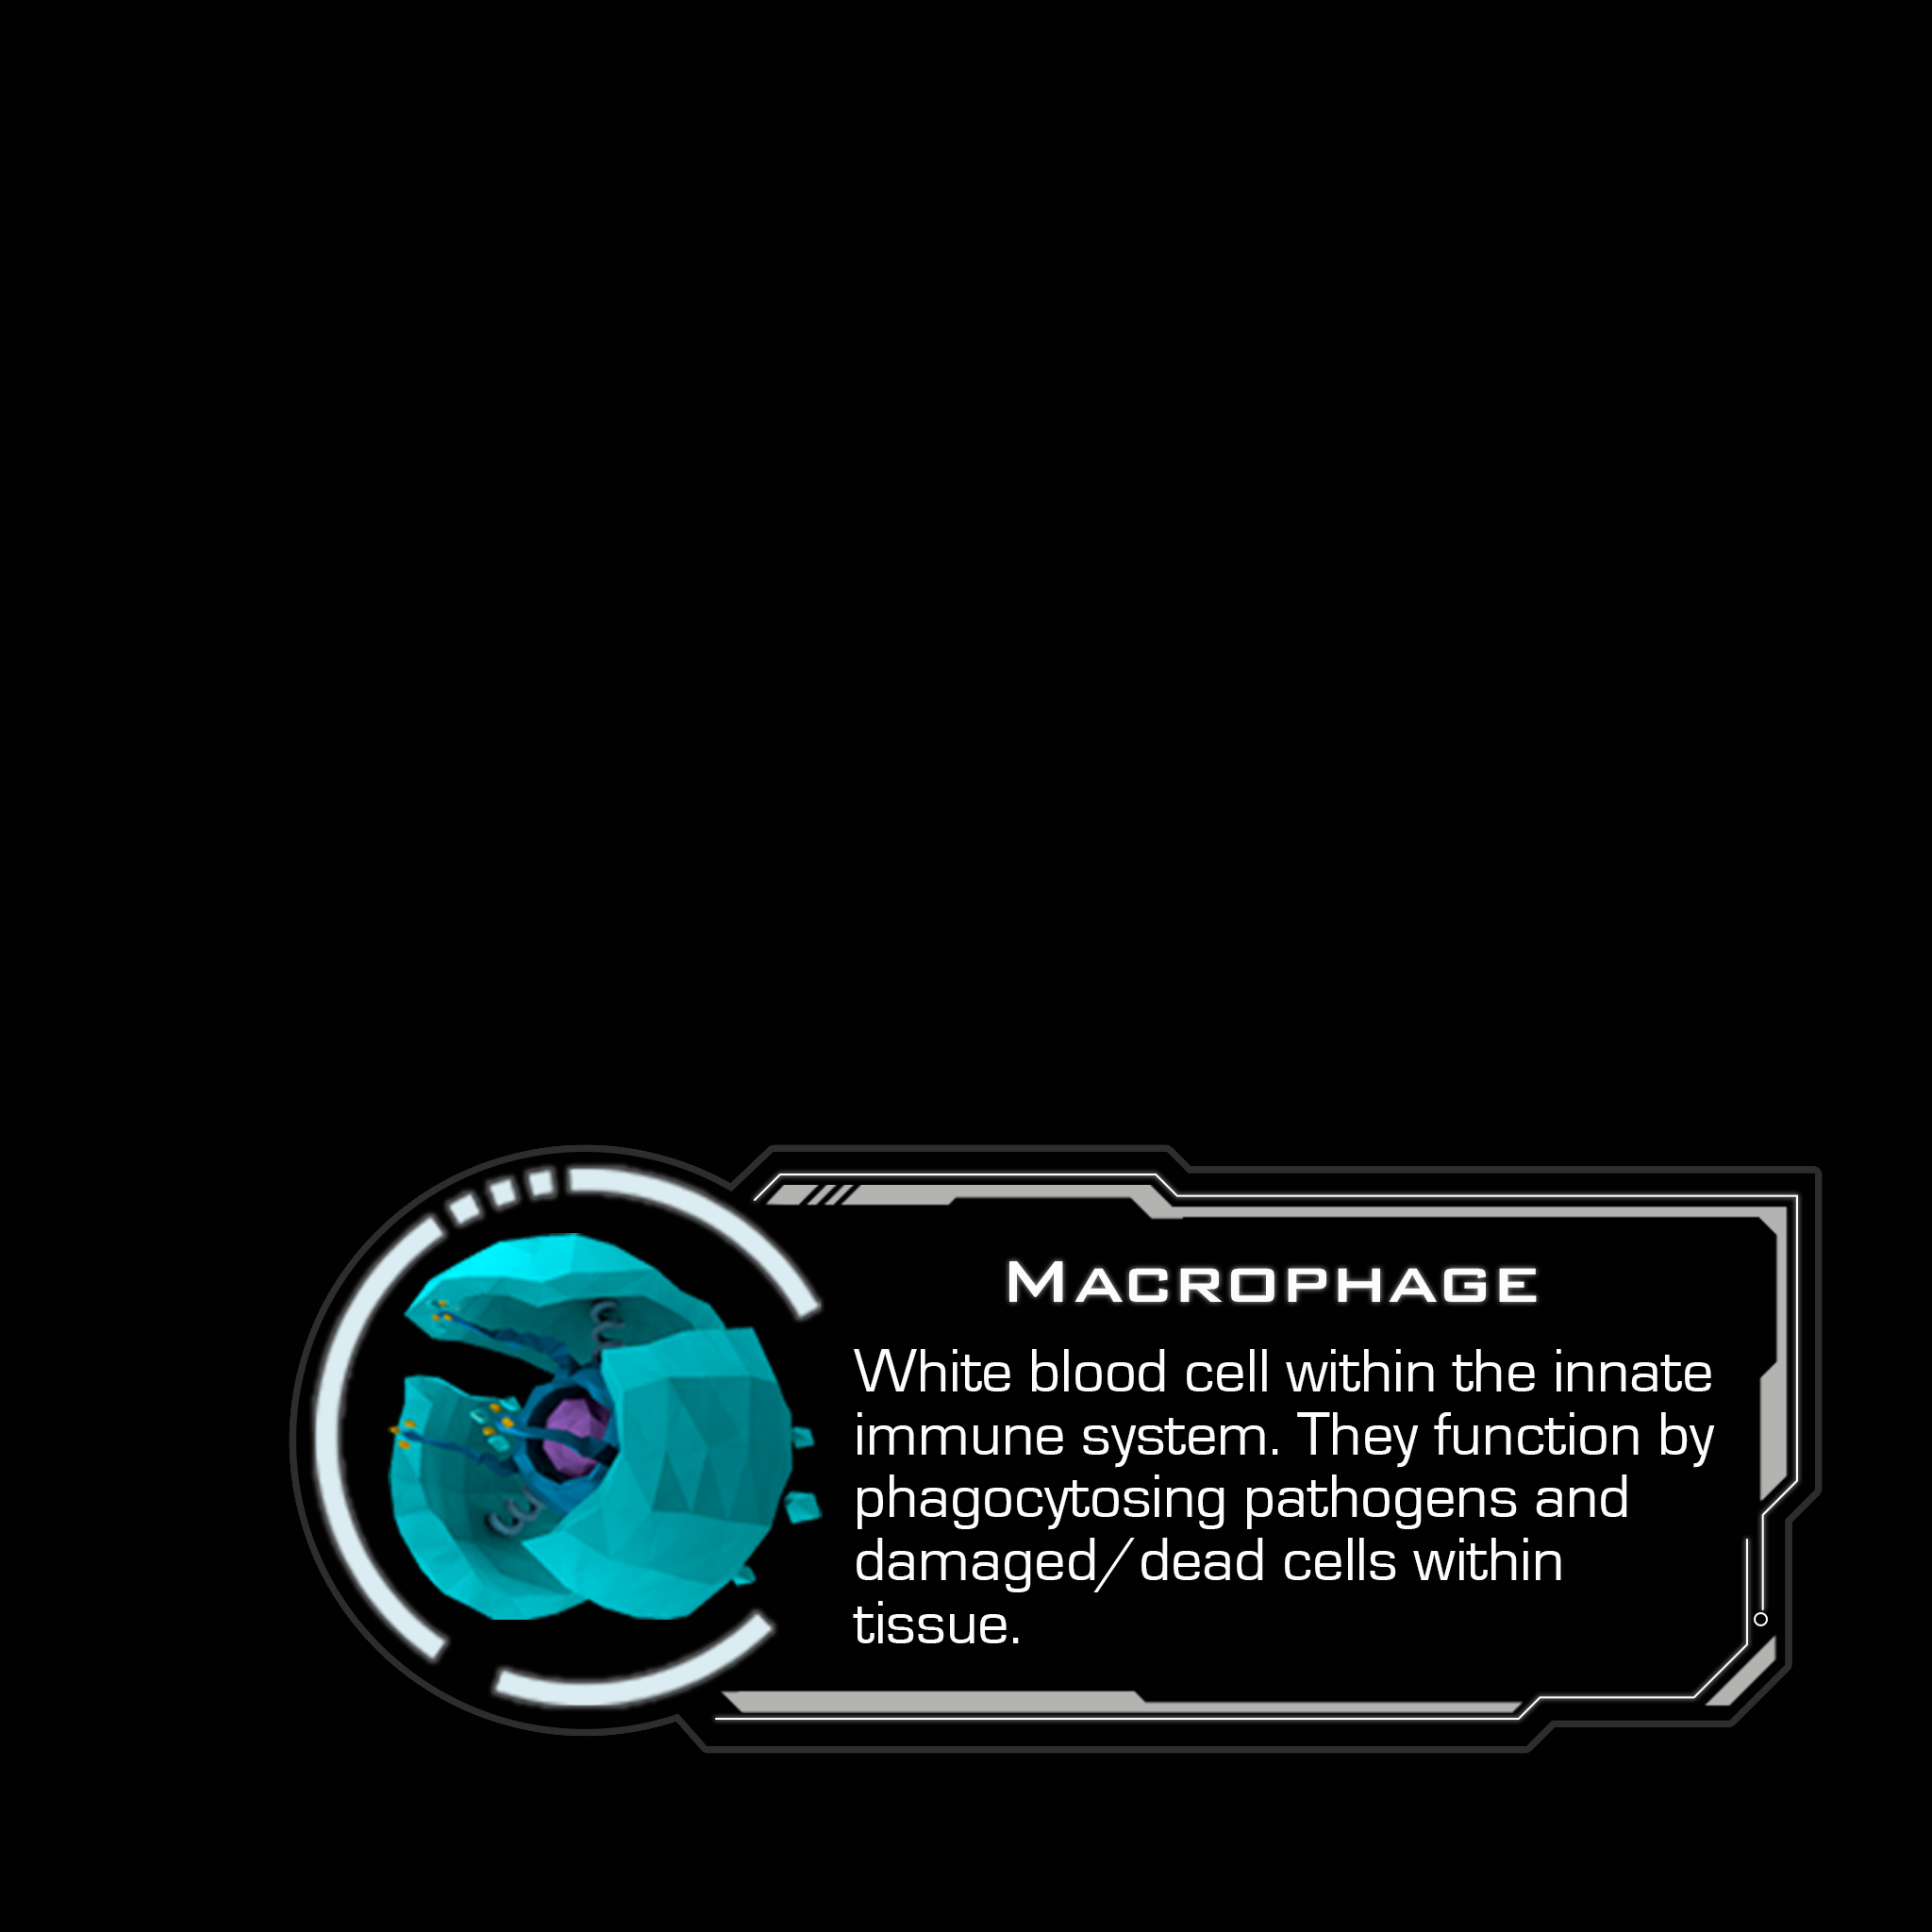 Macrophage
White blood cell within the innate
immune system. They function by
phagocytosing pathogens and
damaged/dead cells within
tissue.